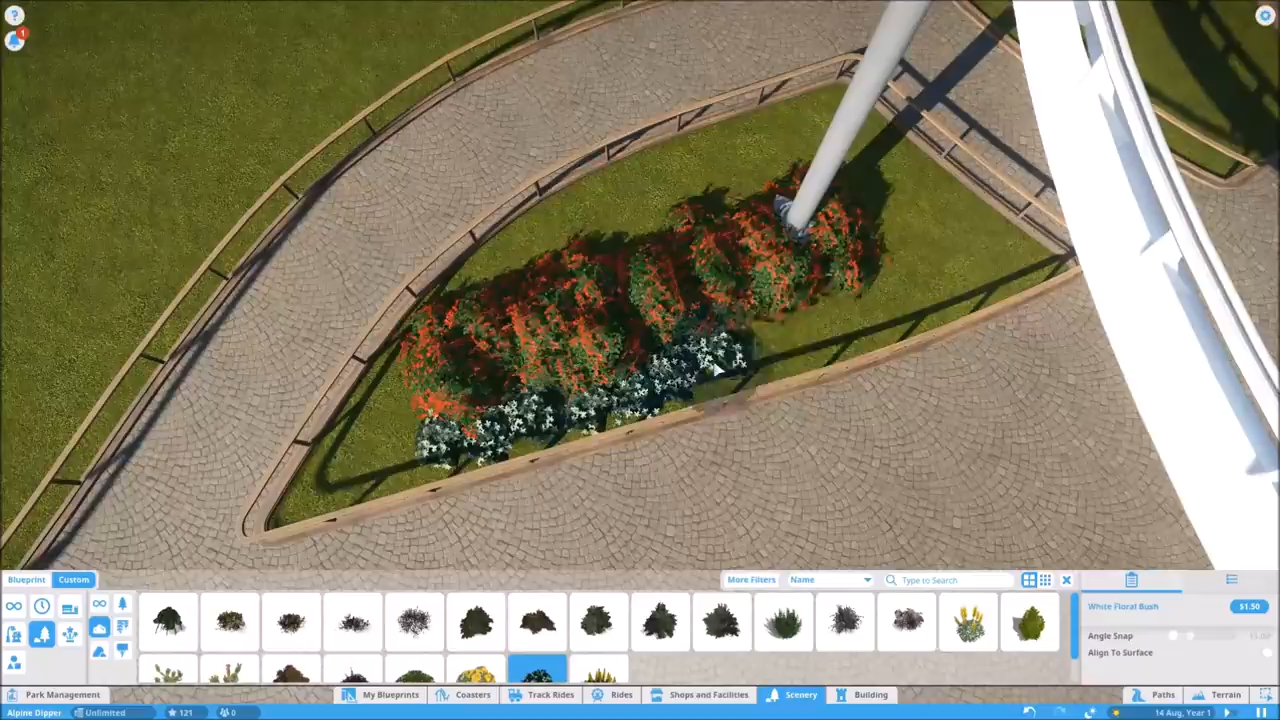 ?
1
Blueprint Custom More Filters Name Type to Search
White Floral Bush $1.50
Angle Snap
Align To Surface
Park Management My Blueprints Coasters Track Rides Rides Shops and Facilities Scenery Building Paths Terrain
Alpine Dipper Unlimited 121 0 14 Aug, Year 1